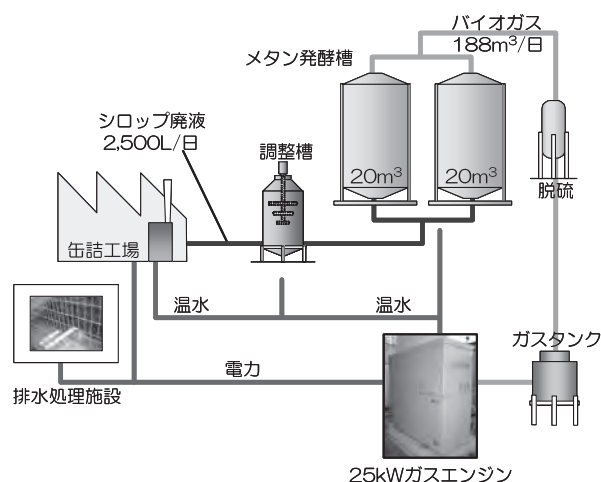 バイオガス
188m³/日
メタン発酵槽
シロップ廃液
2,500L/日
調整槽
20m³
20m³
脱硫
缶詰工場
温水
温水
ガスタンク
電力
排水処理施設
25kWガスエンジン